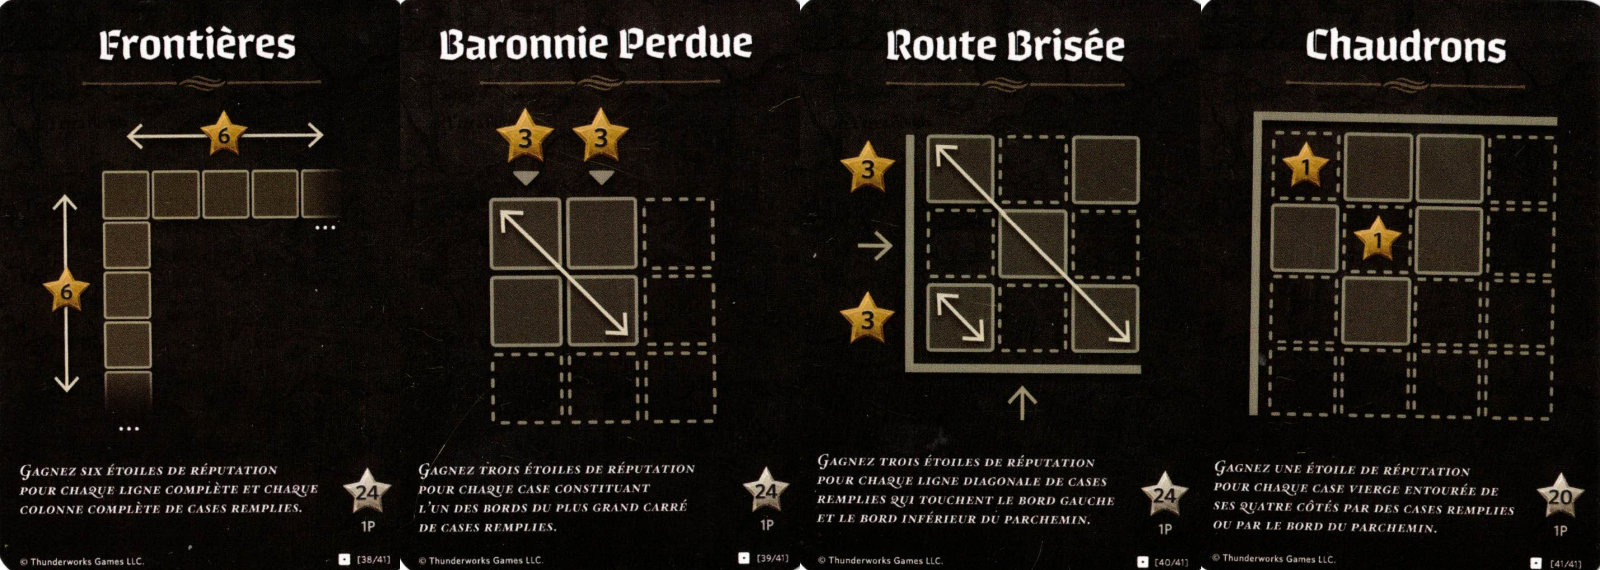 Frontières
6
6
...
...
Gagnez six étoiles de réputation
pour chaque ligne complète et chaque
colonne complète de cases remplies.
24
1P
© Thunderworks Games LLC.
[38/41]
Baronnie Perdue
3 3
Gagnez trois étoiles de réputation
pour chaque case constituant
l'un des bords du plus grand carré
de cases remplies.
24
1P
© Thunderworks Games LLC.
[39/41]
Route Brisée
3
3
Gagnez trois étoiles de réputation
pour chaque ligne diagonale de cases
remplies qui touchent le bord gauche
et le bord inférieur du parchemin.
24
1P
© Thunderworks Games LLC.
[40/41]
Chaudrons
1
1
Gagnez une étoile de réputation
pour chaque case vierge entourée de
ses quatre côtés par des cases remplies
ou par le bord du parchemin.
20
1P
© Thunderworks Games LLC.
[41/41]